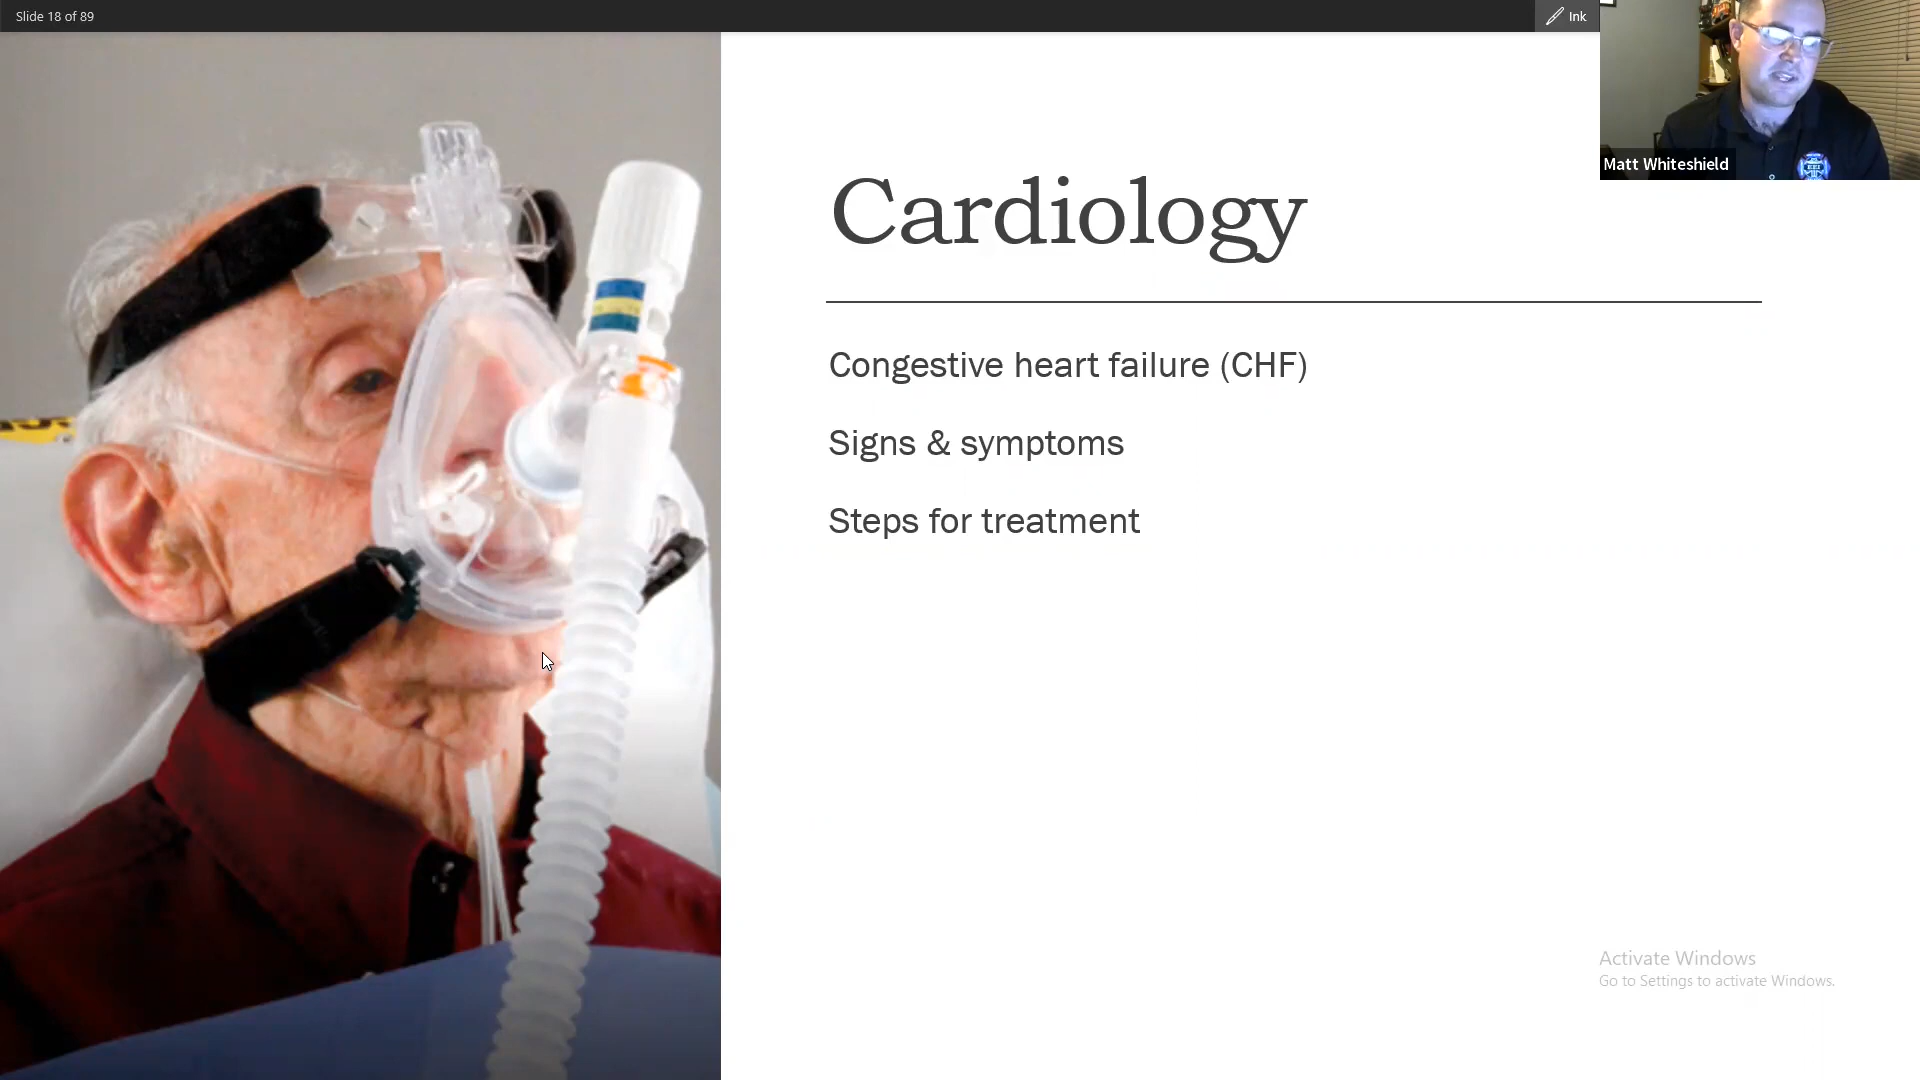 Slide 18 of 89
Ink
Matt Whiteshield
Cardiology
Congestive heart failure (CHF)
Signs & symptoms
Steps for treatment
Activate Windows
Go to Settings to activate Windows.